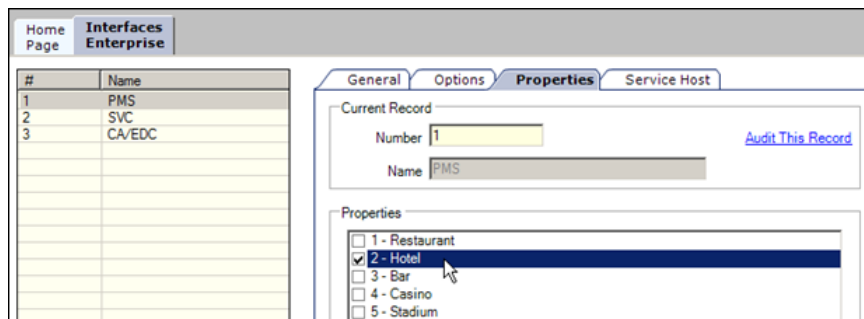 Home Page
Interfaces Enterprise
# Name
1 PMS
2 SVC
3 CA/EDC
General Options Properties Service Host
Current Record
Number 1 Audit This Record
Name PMS
Properties
1 - Restaurant
2 - Hotel
3 - Bar
4 - Casino
5 - Stadium